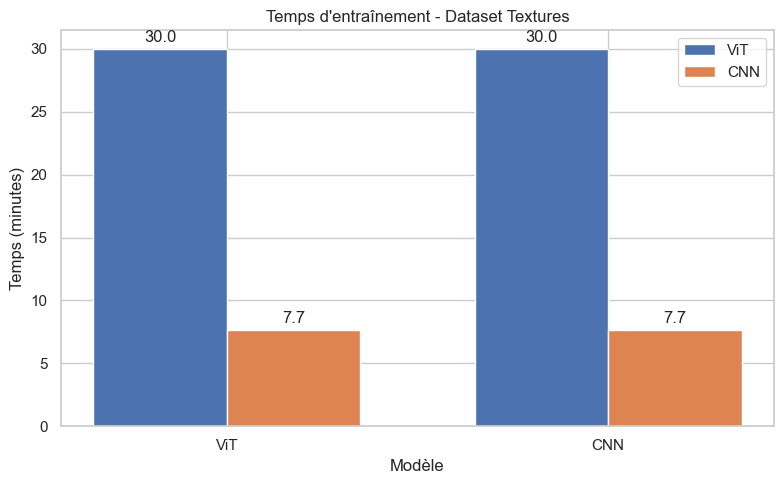 Temps d'entraînement - Dataset Textures
30.0
30.0
ViT
CNN
30
25
20
15
10
5
0
7.7
7.7
Temps (minutes)
ViT
CNN
Modèle